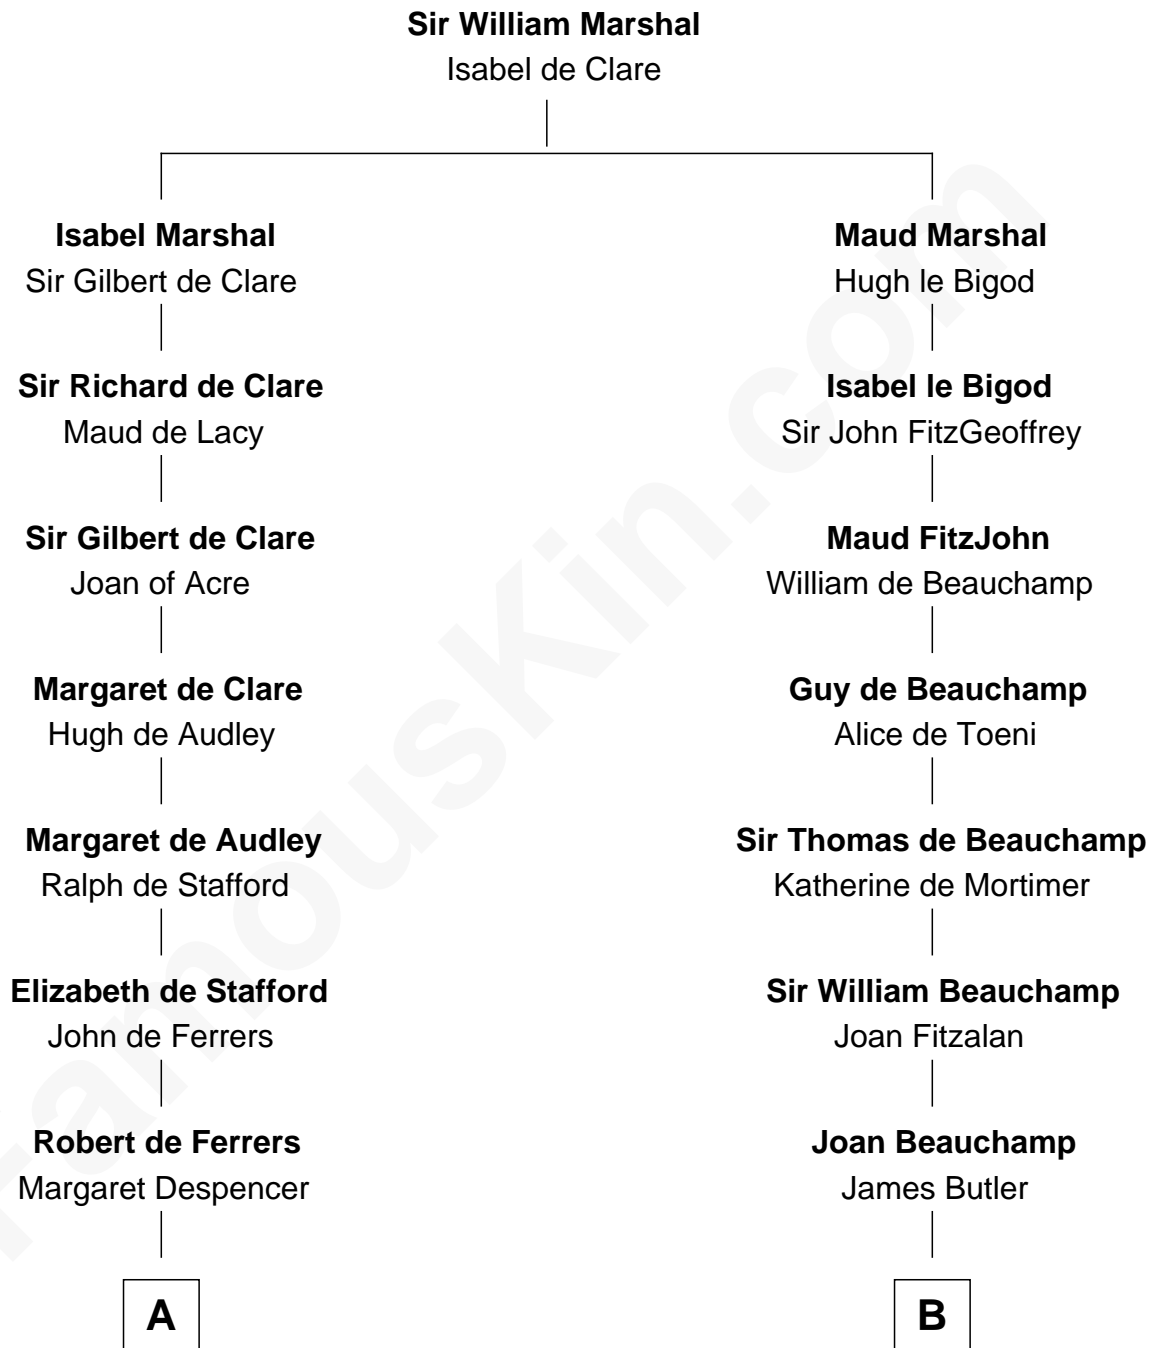 Sir William Marshal
Isabel de Clare
Isabel Marshal
Sir Gilbert de Clare
Maud Marshal
Hugh le Bigod
Sir Richard de Clare
Maud de Lacy
Isabel le Bigod
Sir John FitzGeoffrey
Sir Gilbert de Clare
Joan of Acre
Maud FitzJohn
William de Beauchamp
Margaret de Clare
Hugh de Audley
Guy de Beauchamp
Alice de Toeni
Margaret de Audley
Ralph de Stafford
Sir Thomas de Beauchamp
Katherine de Mortimer
Elizabeth de Stafford
John de Ferrers
Sir William Beauchamp
Joan Fitzalan
Robert de Ferrers
Margaret Despencer
Joan Beauchamp
James Butler
A
B
FamousKin.com